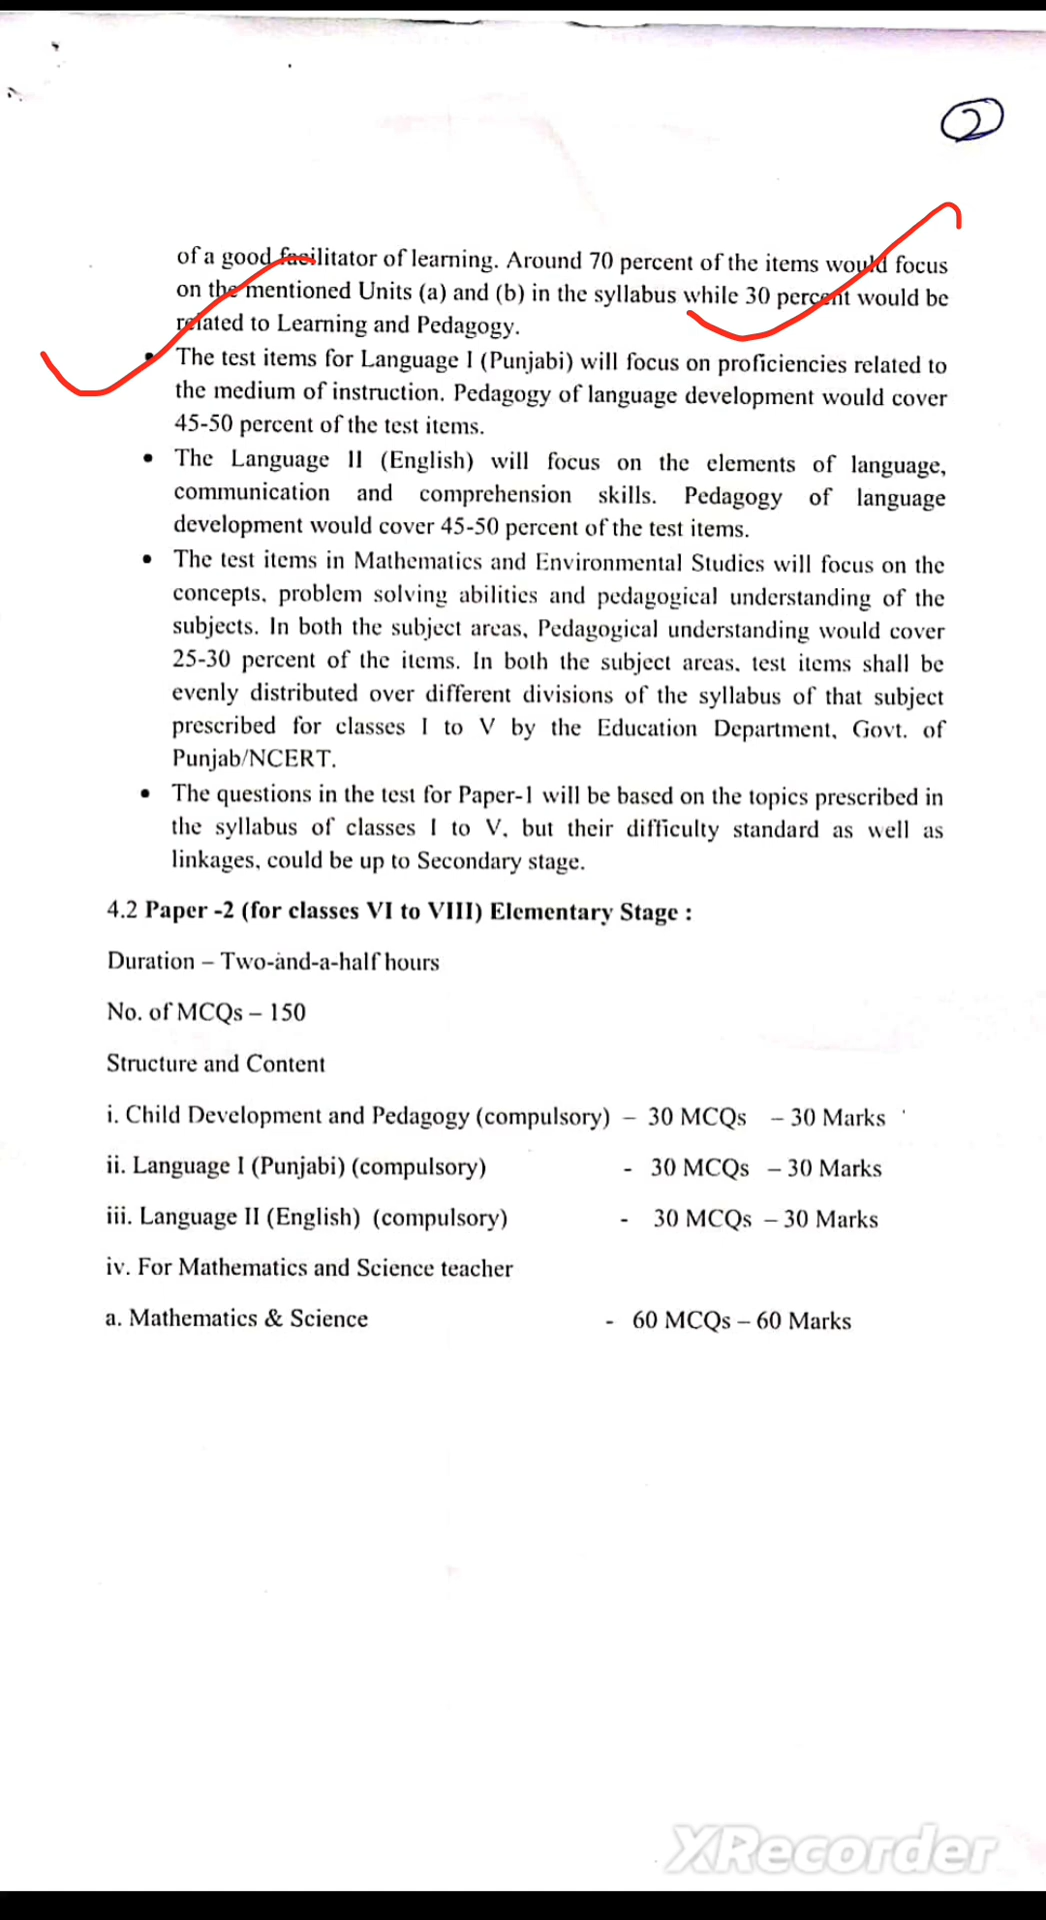 2
of a good facilitator of learning. Around 70 percent of the items would focus
on the mentioned Units (a) and (b) in the syllabus while 30 percent would be
related to Learning and Pedagogy.
• The test items for Language I (Punjabi) will focus on proficiencies related to
the medium of instruction. Pedagogy of language development would cover
45-50 percent of the test items.
• The Language II (English) will focus on the elements of language,
communication and comprehension skills. Pedagogy of language
development would cover 45-50 percent of the test items.
• The test items in Mathematics and Environmental Studies will focus on the
concepts, problem solving abilities and pedagogical understanding of the
subjects. In both the subject areas, Pedagogical understanding would cover
25-30 percent of the items. In both the subject areas, test items shall be
evenly distributed over different divisions of the syllabus of that subject
prescribed for classes I to V by the Education Department, Govt. of
Punjab/NCERT.
• The questions in the test for Paper-1 will be based on the topics prescribed in
the syllabus of classes I to V, but their difficulty standard as well as
linkages, could be up to Secondary stage.
4.2 Paper -2 (for classes VI to VIII) Elementary Stage :
Duration – Two-and-a-half hours
No. of MCQs – 150
Structure and Content
i. Child Development and Pedagogy (compulsory) – 30 MCQs – 30 Marks
ii. Language I (Punjabi) (compulsory) - 30 MCQs – 30 Marks
iii. Language II (English) (compulsory) - 30 MCQs – 30 Marks
iv. For Mathematics and Science teacher
a. Mathematics & Science - 60 MCQs – 60 Marks
XRecorder